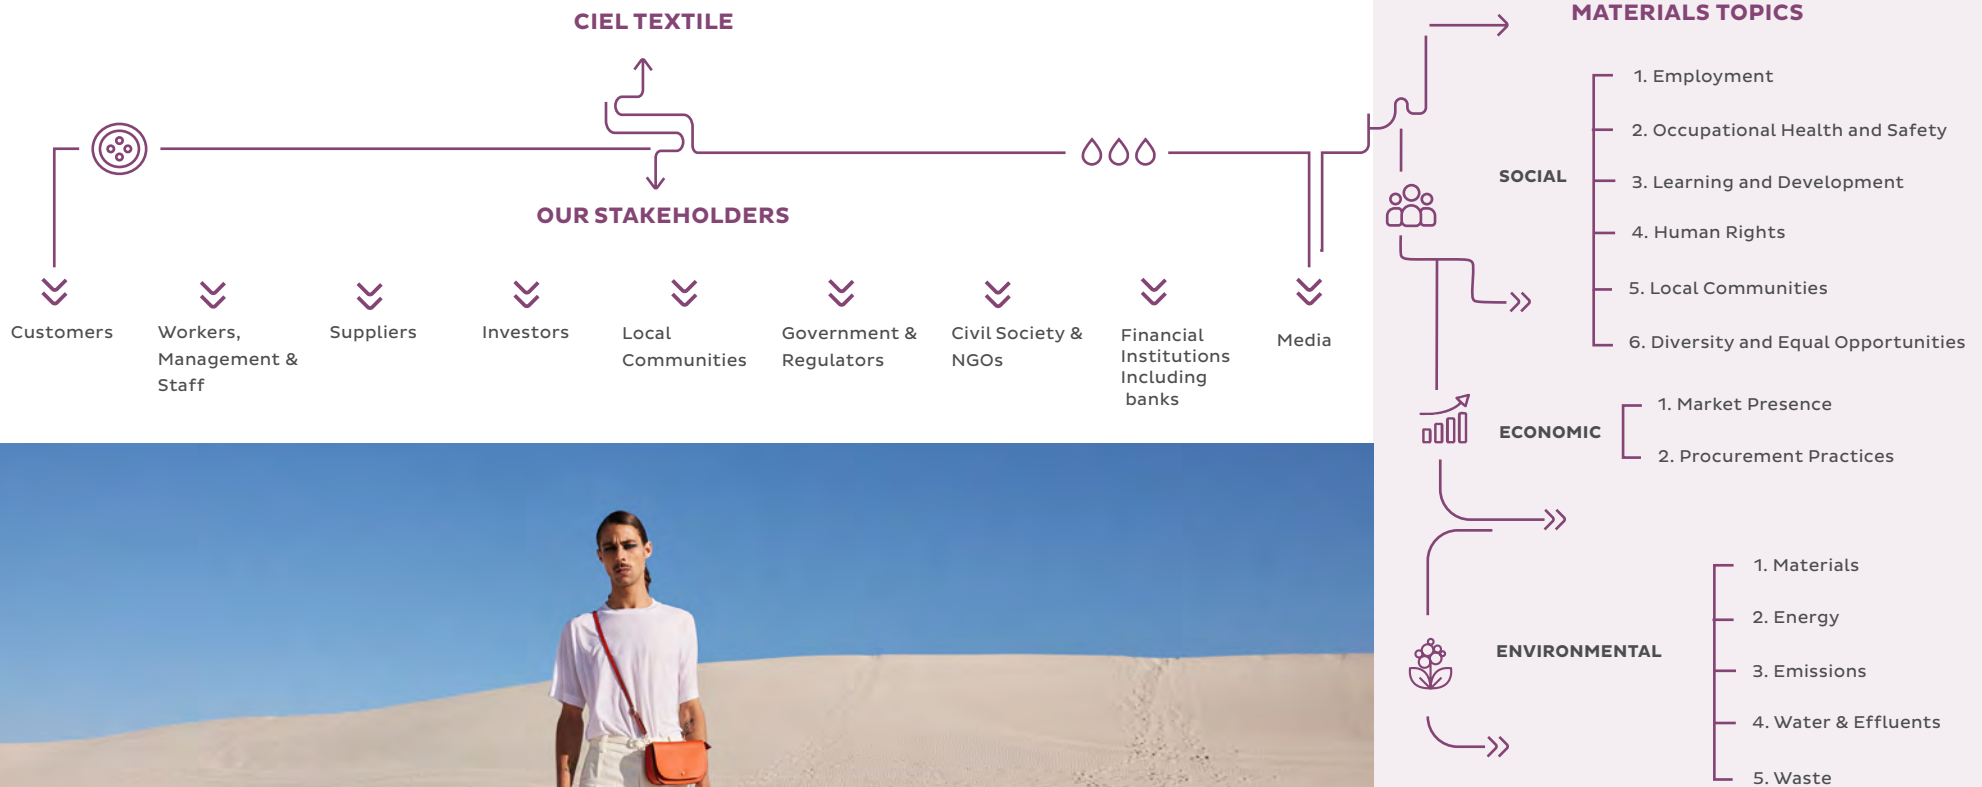 CIEL TEXTILE
OUR STAKEHOLDERS
Customers
Workers,
Management &
Staff
Suppliers
Investors
Local
Communities
Government &
Regulators
Civil Society &
NGOs
Financial
Institutions
Including
banks
Media
MATERIALS TOPICS
SOCIAL
1. Employment
2. Occupational Health and Safety
3. Learning and Development
4. Human Rights
5. Local Communities
6. Diversity and Equal Opportunities
ECONOMIC
1. Market Presence
2. Procurement Practices
ENVIRONMENTAL
1. Materials
2. Energy
3. Emissions
4. Water & Effluents
5. Waste